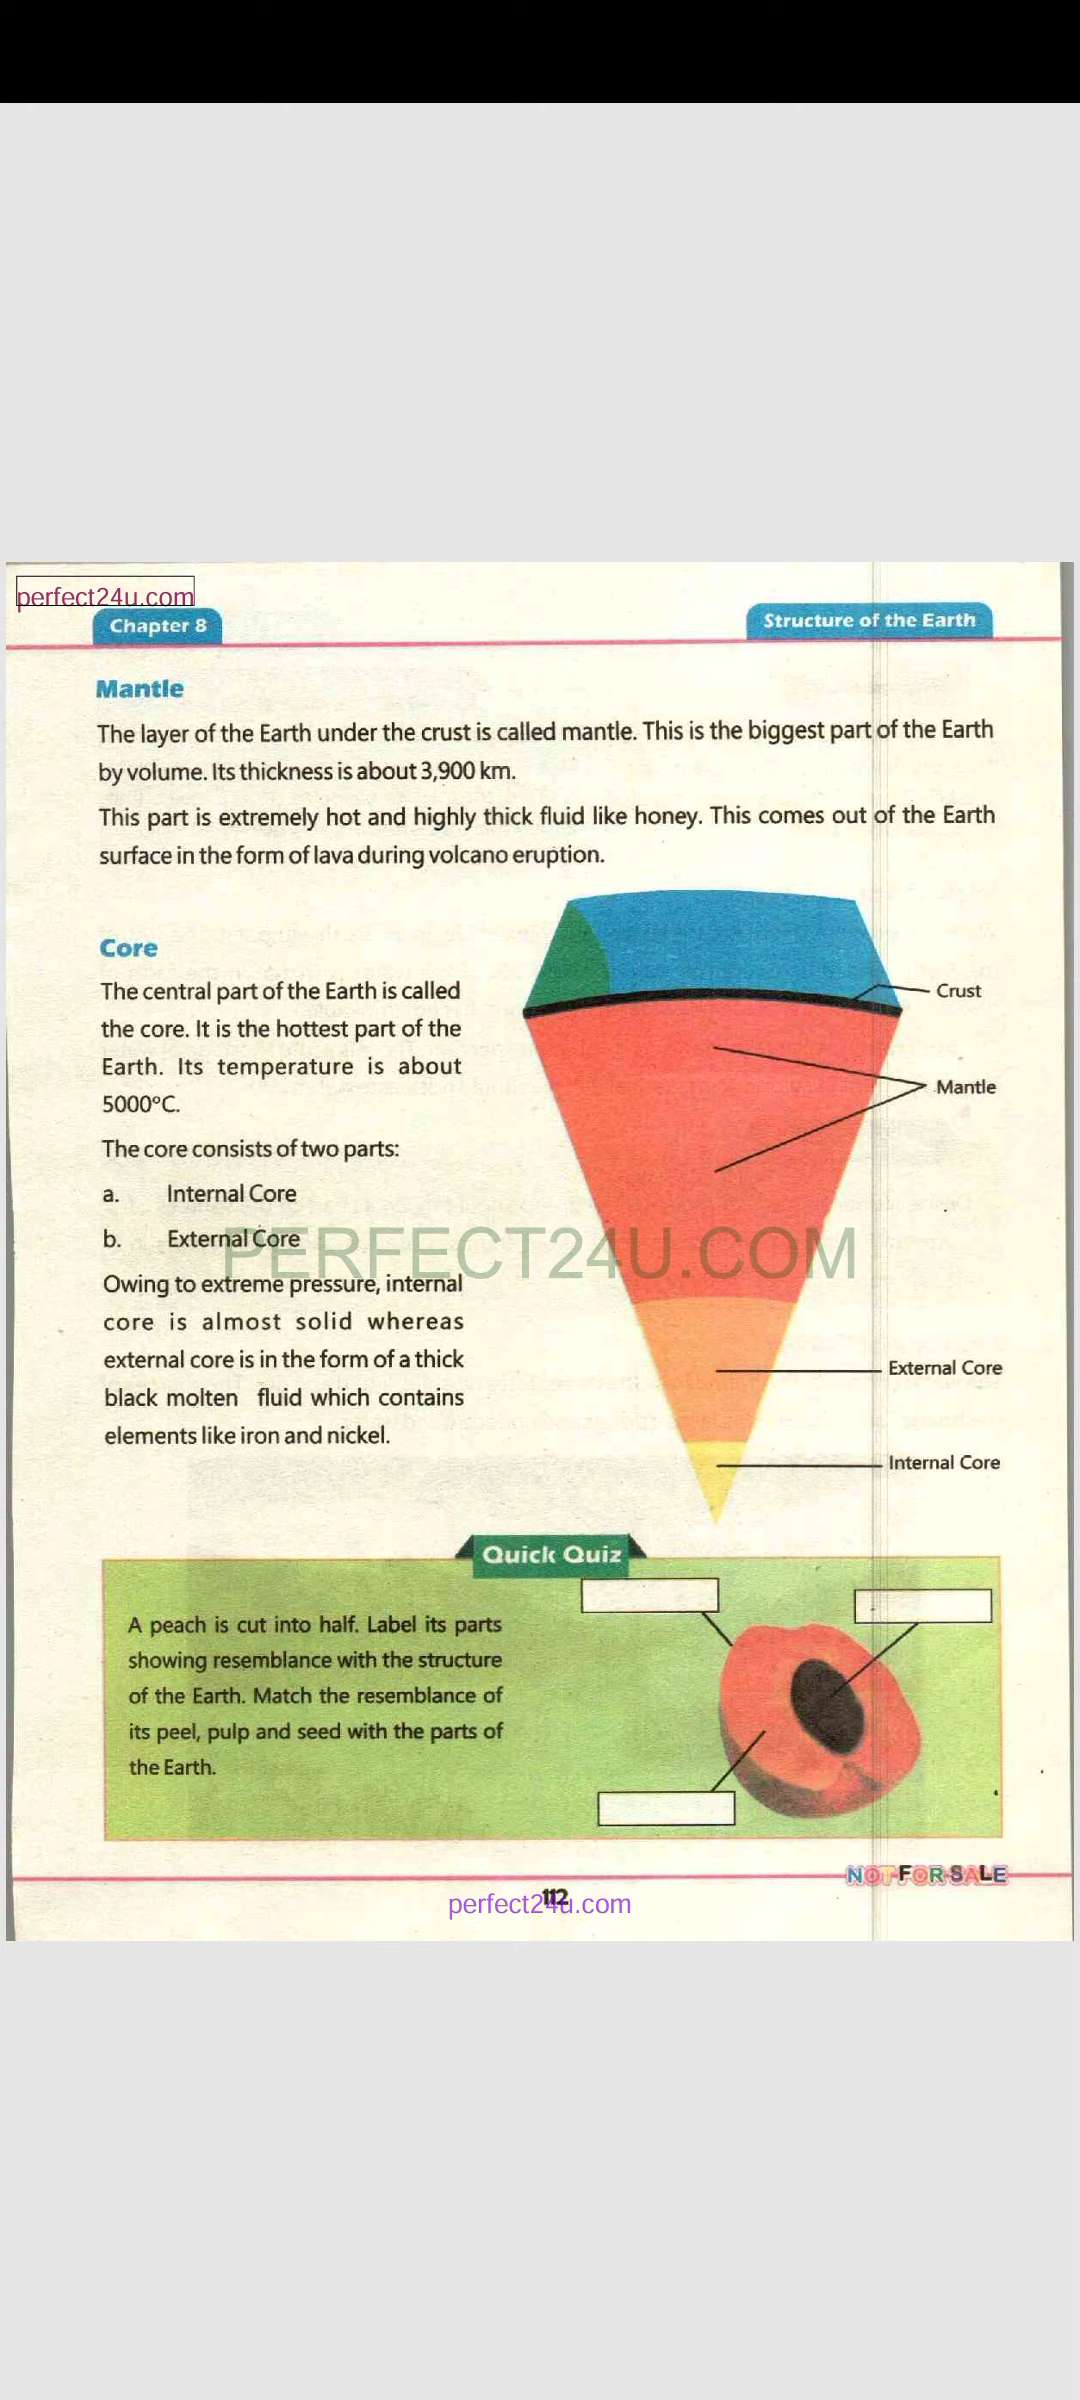 perfect24u.com
Chapter 8
Structure of the Earth
Mantle
The layer of the Earth under the crust is called mantle. This is the biggest part of the Earth
by volume. Its thickness is about 3,900 km.
This part is extremely hot and highly thick fluid like honey. This comes out of the Earth
surface in the form of lava during volcano eruption.
Core
The central part of the Earth is called
the core. It is the hottest part of the
Earth. Its temperature is about
5000°C.
The core consists of two parts:
a. Internal Core
b. External Core
Owing to extreme pressure, internal
core is almost solid whereas
external core is in the form of a thick
black molten fluid which contains
elements like iron and nickel.
Crust
Mantle
External Core
Internal Core
PERFECT24U.COM
Quick Quiz
A peach is cut into half. Label its parts
showing resemblance with the structure
of the Earth. Match the resemblance of
its peel, pulp and seed with the parts of
the Earth.
NOT FOR SALE
112
perfect24u.com